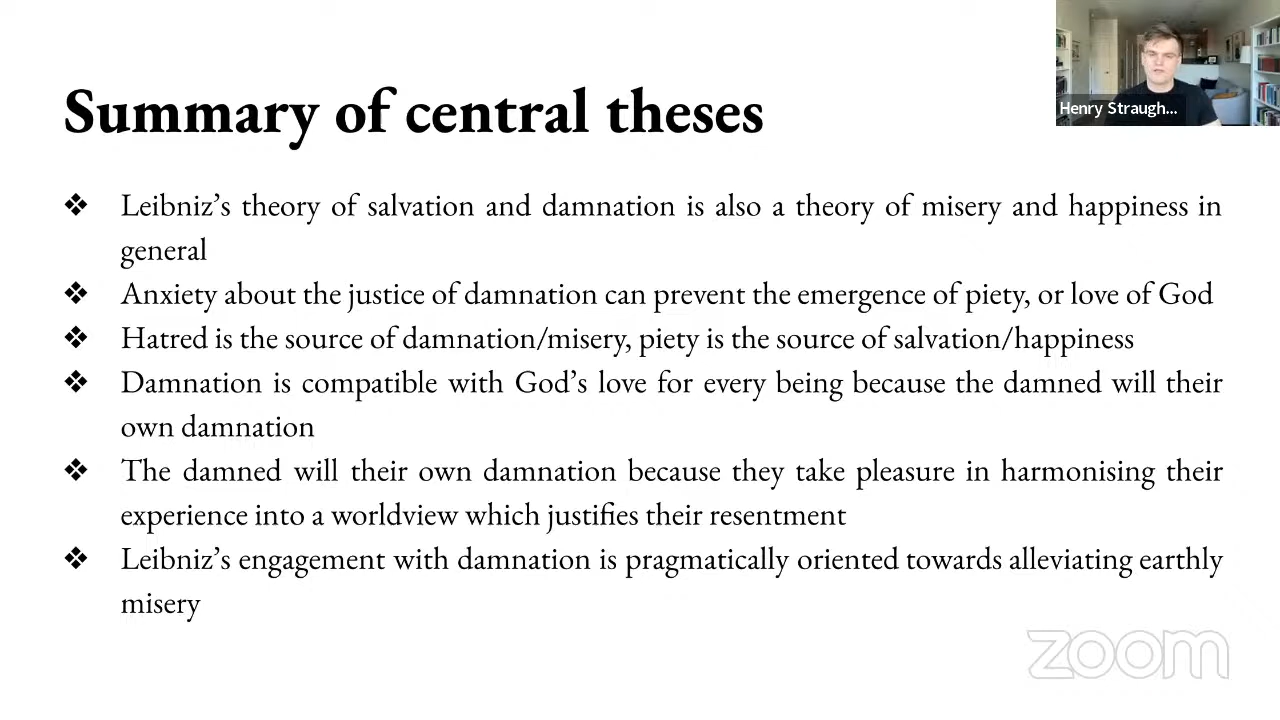 Henry Straugh...
Summary of central theses
❖ Leibniz’s theory of salvation and damnation is also a theory of misery and happiness in
general
❖ Anxiety about the justice of damnation can prevent the emergence of piety, or love of God
❖ Hatred is the source of damnation/misery, piety is the source of salvation/happiness
❖ Damnation is compatible with God’s love for every being because the damned will their
own damnation
❖ The damned will their own damnation because they take pleasure in harmonising their
experience into a worldview which justifies their resentment
❖ Leibniz’s engagement with damnation is pragmatically oriented towards alleviating earthly
misery
zoom